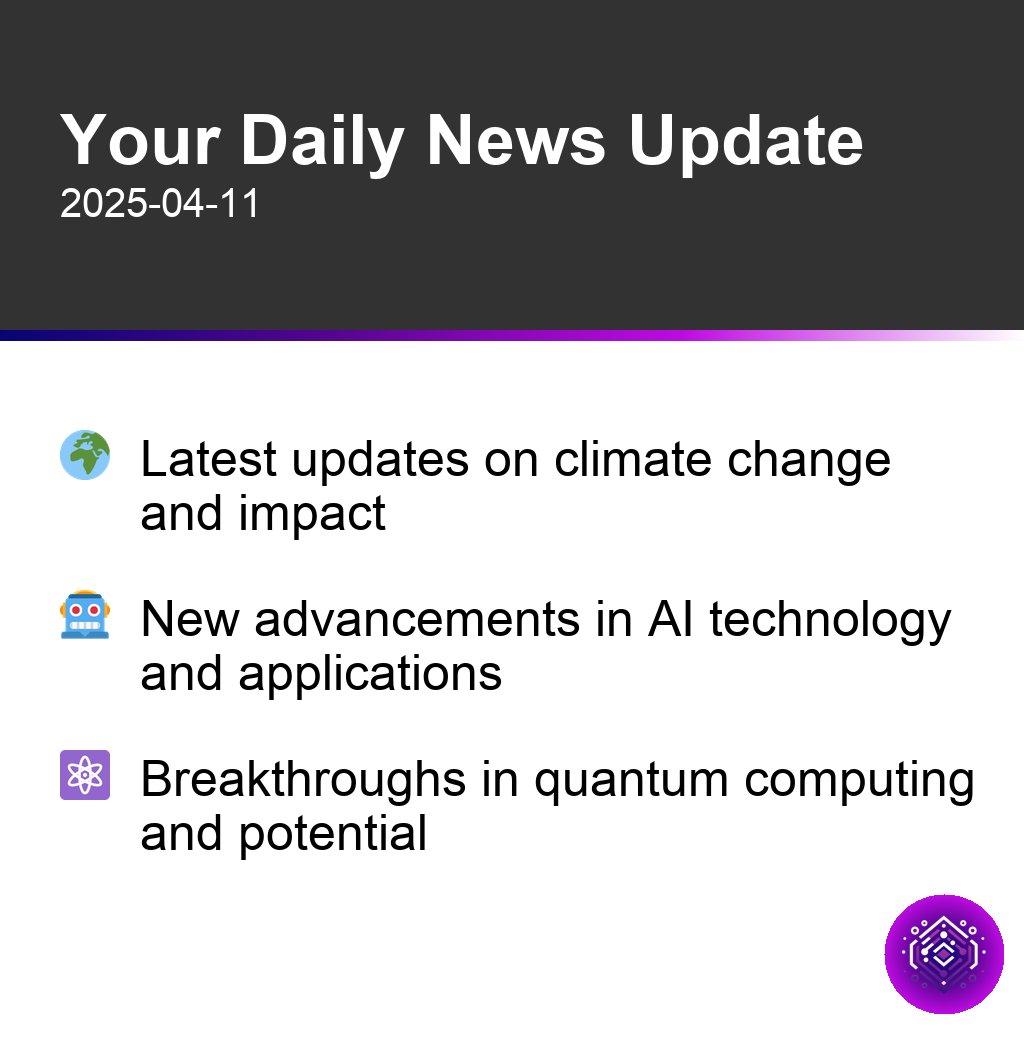 Your Daily News Update
2025-04-11
Latest updates on climate change
and impact
New advancements in AI technology
and applications
Breakthroughs in quantum computing
and potential